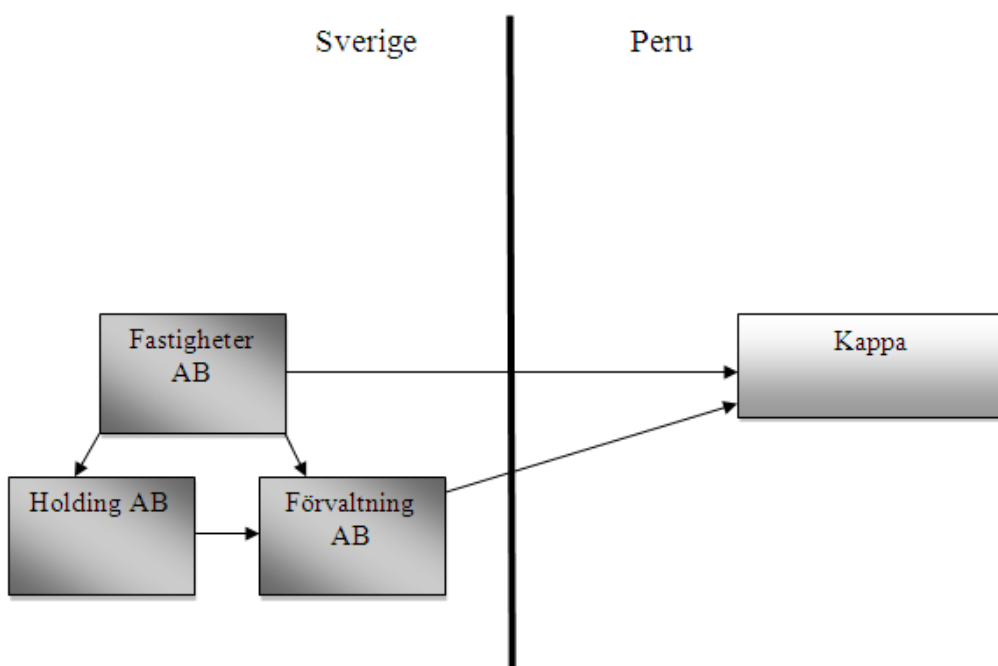 Sverige
Peru
Fastigheter
AB
Kappa
Holding AB
Förvaltning
AB